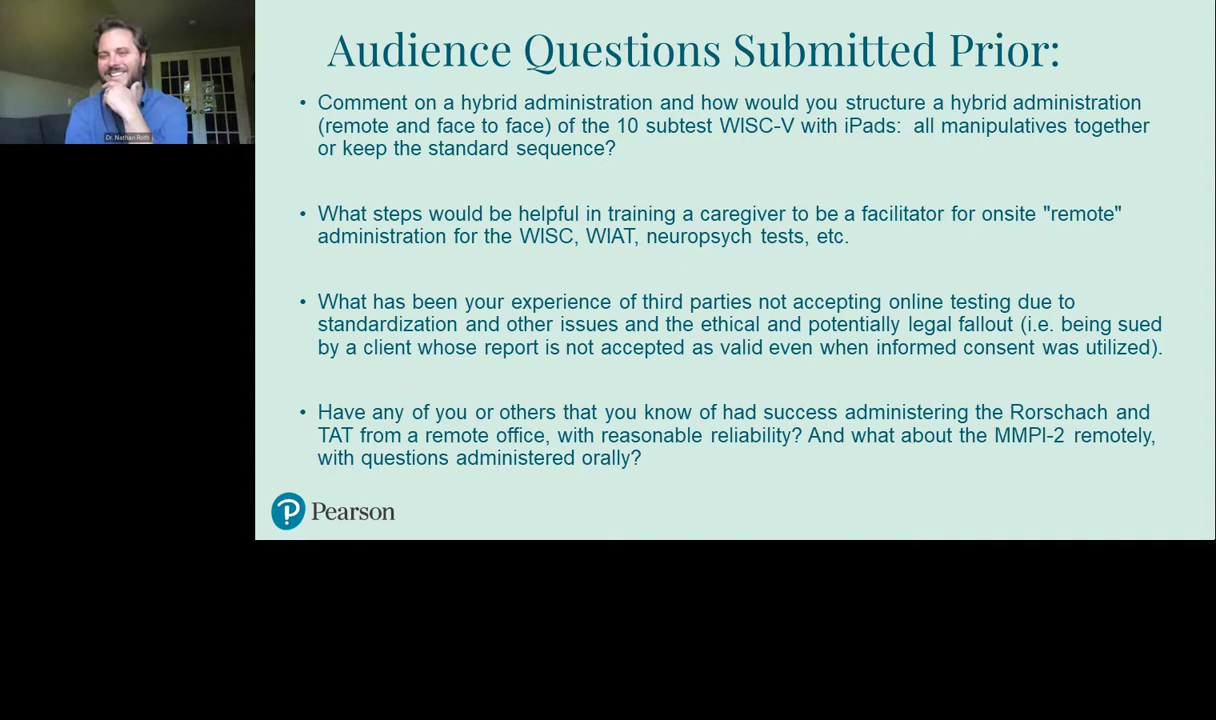 Audience Questions Submitted Prior:
• Comment on a hybrid administration and how would you structure a hybrid administration
(remote and face to face) of the 10 subtest WISC-V with iPads:  all manipulatives together
or keep the standard sequence?
• What steps would be helpful in training a caregiver to be a facilitator for onsite "remote"
administration for the WISC, WIAT, neuropsych tests, etc.
• What has been your experience of third parties not accepting online testing due to
standardization and other issues and the ethical and potentially legal fallout (i.e. being sued
by a client whose report is not accepted as valid even when informed consent was utilized).
• Have any of you or others that you know of had success administering the Rorschach and
TAT from a remote office, with reasonable reliability? And what about the MMPI-2 remotely,
with questions administered orally?
Dr. Nathan Roth
Pearson